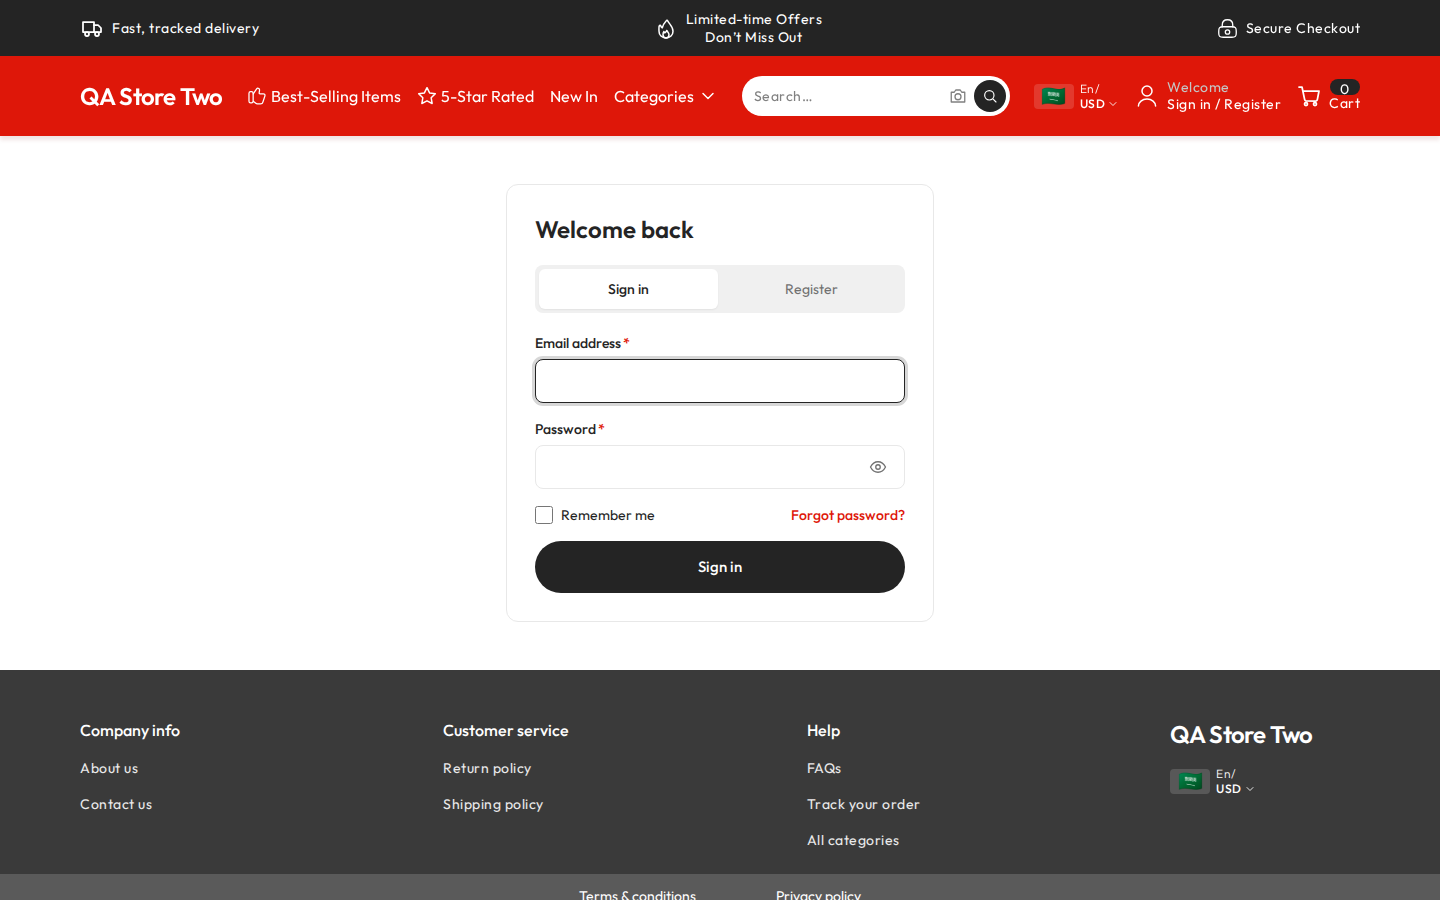 Fast, tracked delivery
Limited-time Offers
Don't Miss Out
Secure Checkout
QA Store Two
Best-Selling Items
5-Star Rated
New In
Categories
Search...
En/
USD
Welcome
Sign in / Register
0
Cart
Welcome back
Sign in
Register
Email address *
Password *
Remember me
Forgot password?
Sign in
Company info
About us
Contact us
Customer service
Return policy
Shipping policy
Help
FAQs
Track your order
All categories
QA Store Two
En/
USD
Terms & conditions
Privacy policy